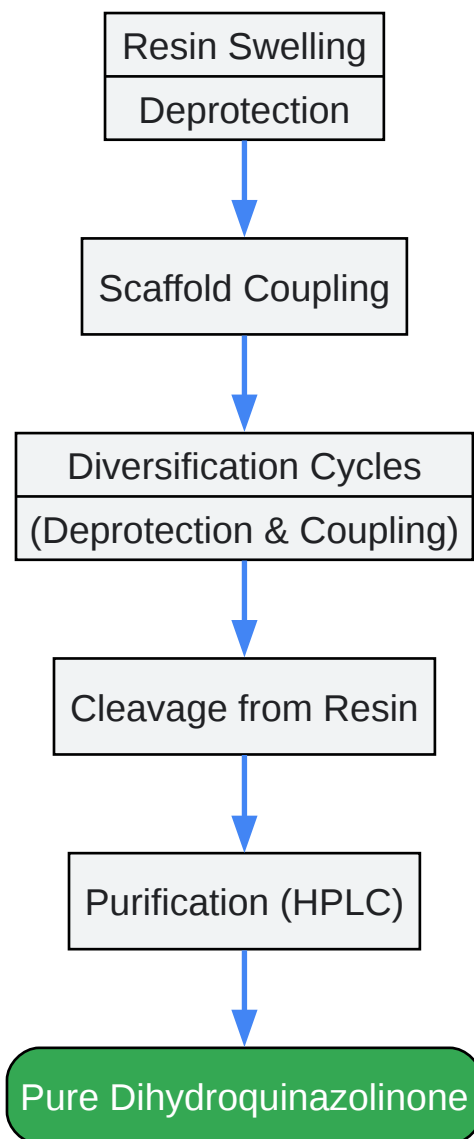 Resin Swelling
Deprotection
Scaffold Coupling
Diversification Cycles
(Deprotection & Coupling)
Cleavage from Resin
Purification (HPLC)
Pure Dihydroquinazolinone